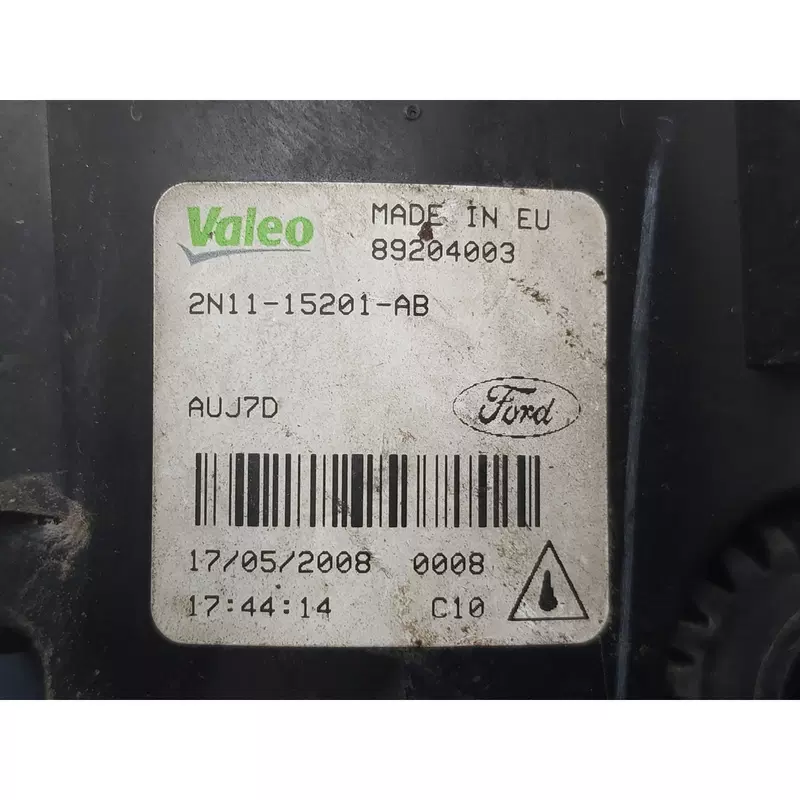 Valeo
MADE IN EU
89204003
2N11-15201-AB
AUJ7D
Ford
17/05/2008 0008
17:44:14 C10